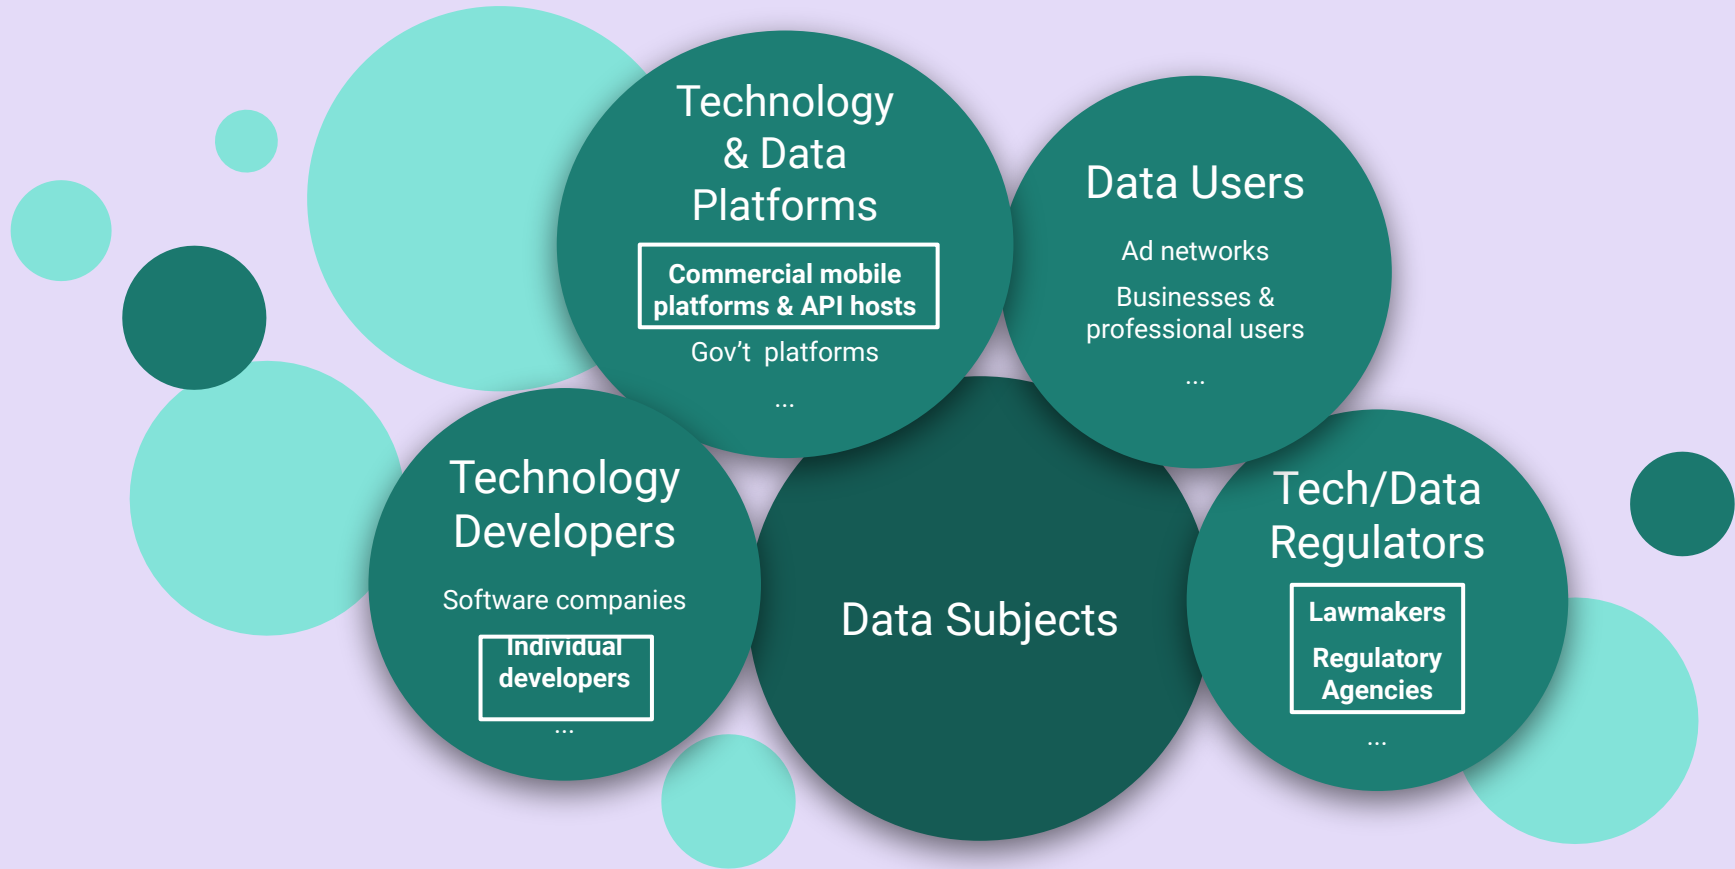 Technology
& Data
Platforms
Commercial mobile
platforms & API hosts
Gov’t platforms
...
Data Users
Ad networks
Businesses &
professional users
...
Technology
Developers
Software companies
Individual
developers
...
Data Subjects
Tech/Data
Regulators
Lawmakers
Regulatory
Agencies
...